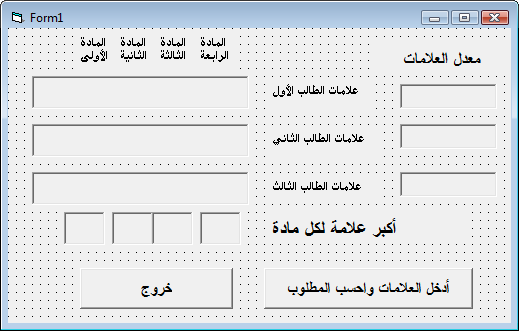 Form1
معدل العلامات
المادة الأولى
المادة الثانية
المادة الثالثة
المادة الرابعة
علامات الطالب الأول
علامات الطالب الثاني
علامات الطالب الثالث
أكبر علامة لكل مادة
أدخل العلامات واحسب المطلوب
خروج